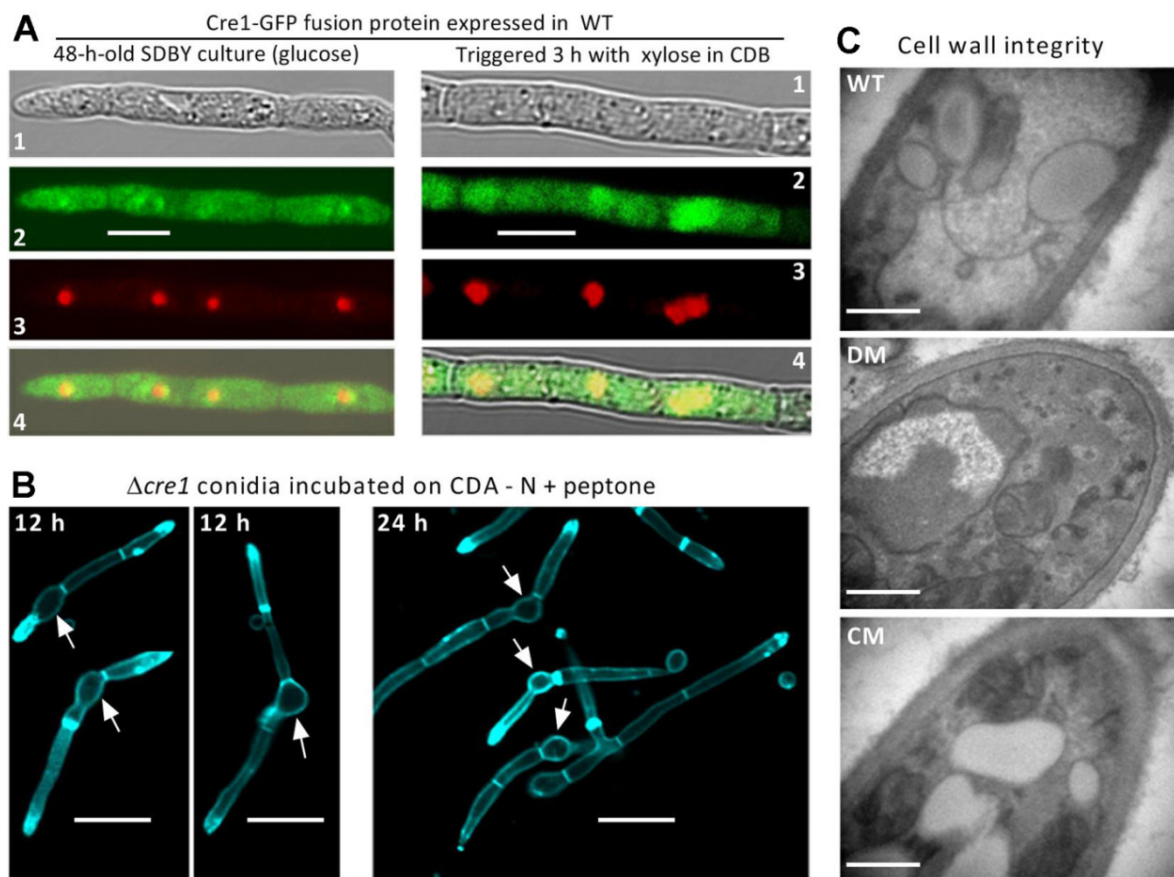 A
Cre1-GFP fusion protein expressed in WT
48-h-old SDBY culture (glucose)
Triggered 3 h with xylose in CDB
1
2
3
4
1
2
3
4
B
Δcre1 conidia incubated on CDA - N + peptone
12 h
12 h
24 h
C
Cell wall integrity
WT
DM
CM